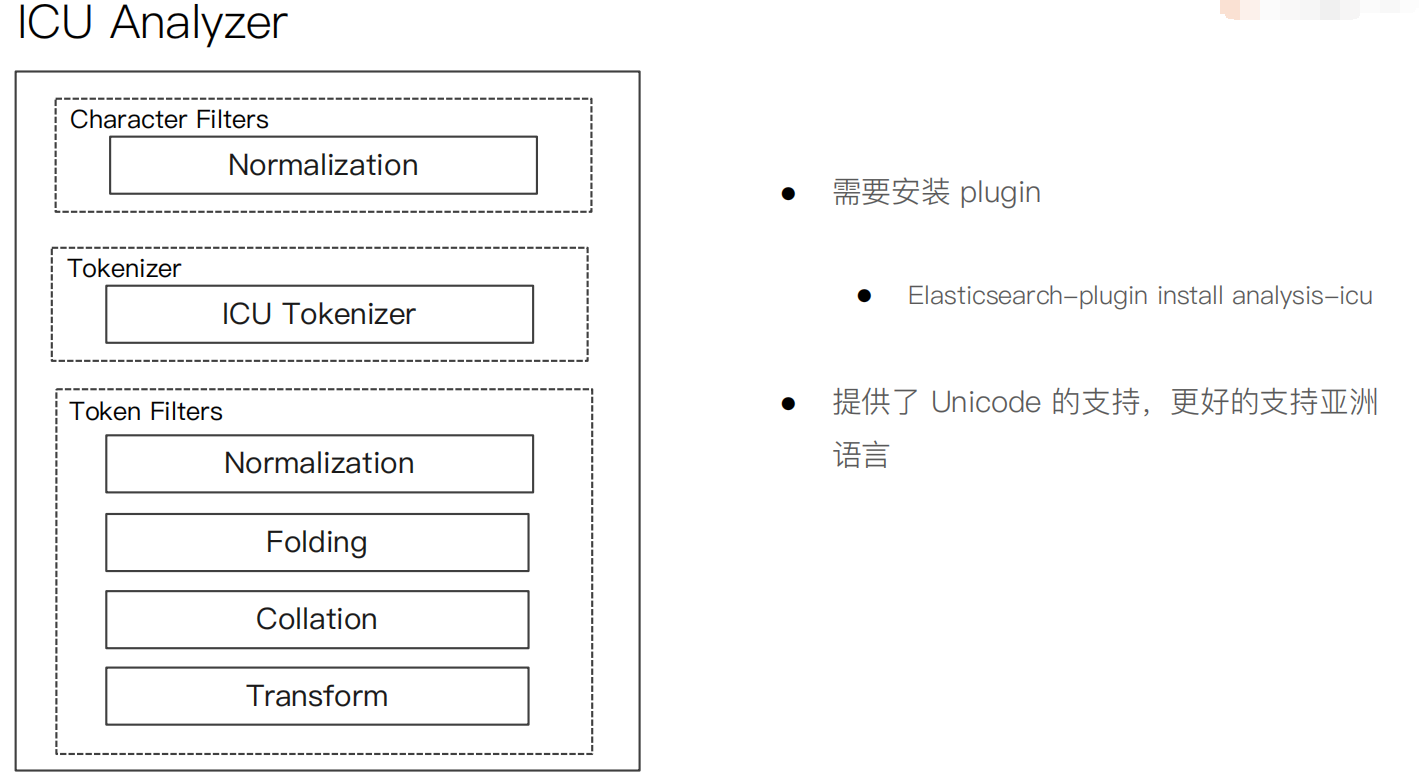 ICU Analyzer
Character Filters
Normalization
Tokenizer
ICU Tokenizer
Token Filters
Normalization
Folding
Collation
Transform
需要安装 plugin
Elasticsearch-plugin install analysis-icu
提供了 Unicode 的支持，更好的支持亚洲
语言